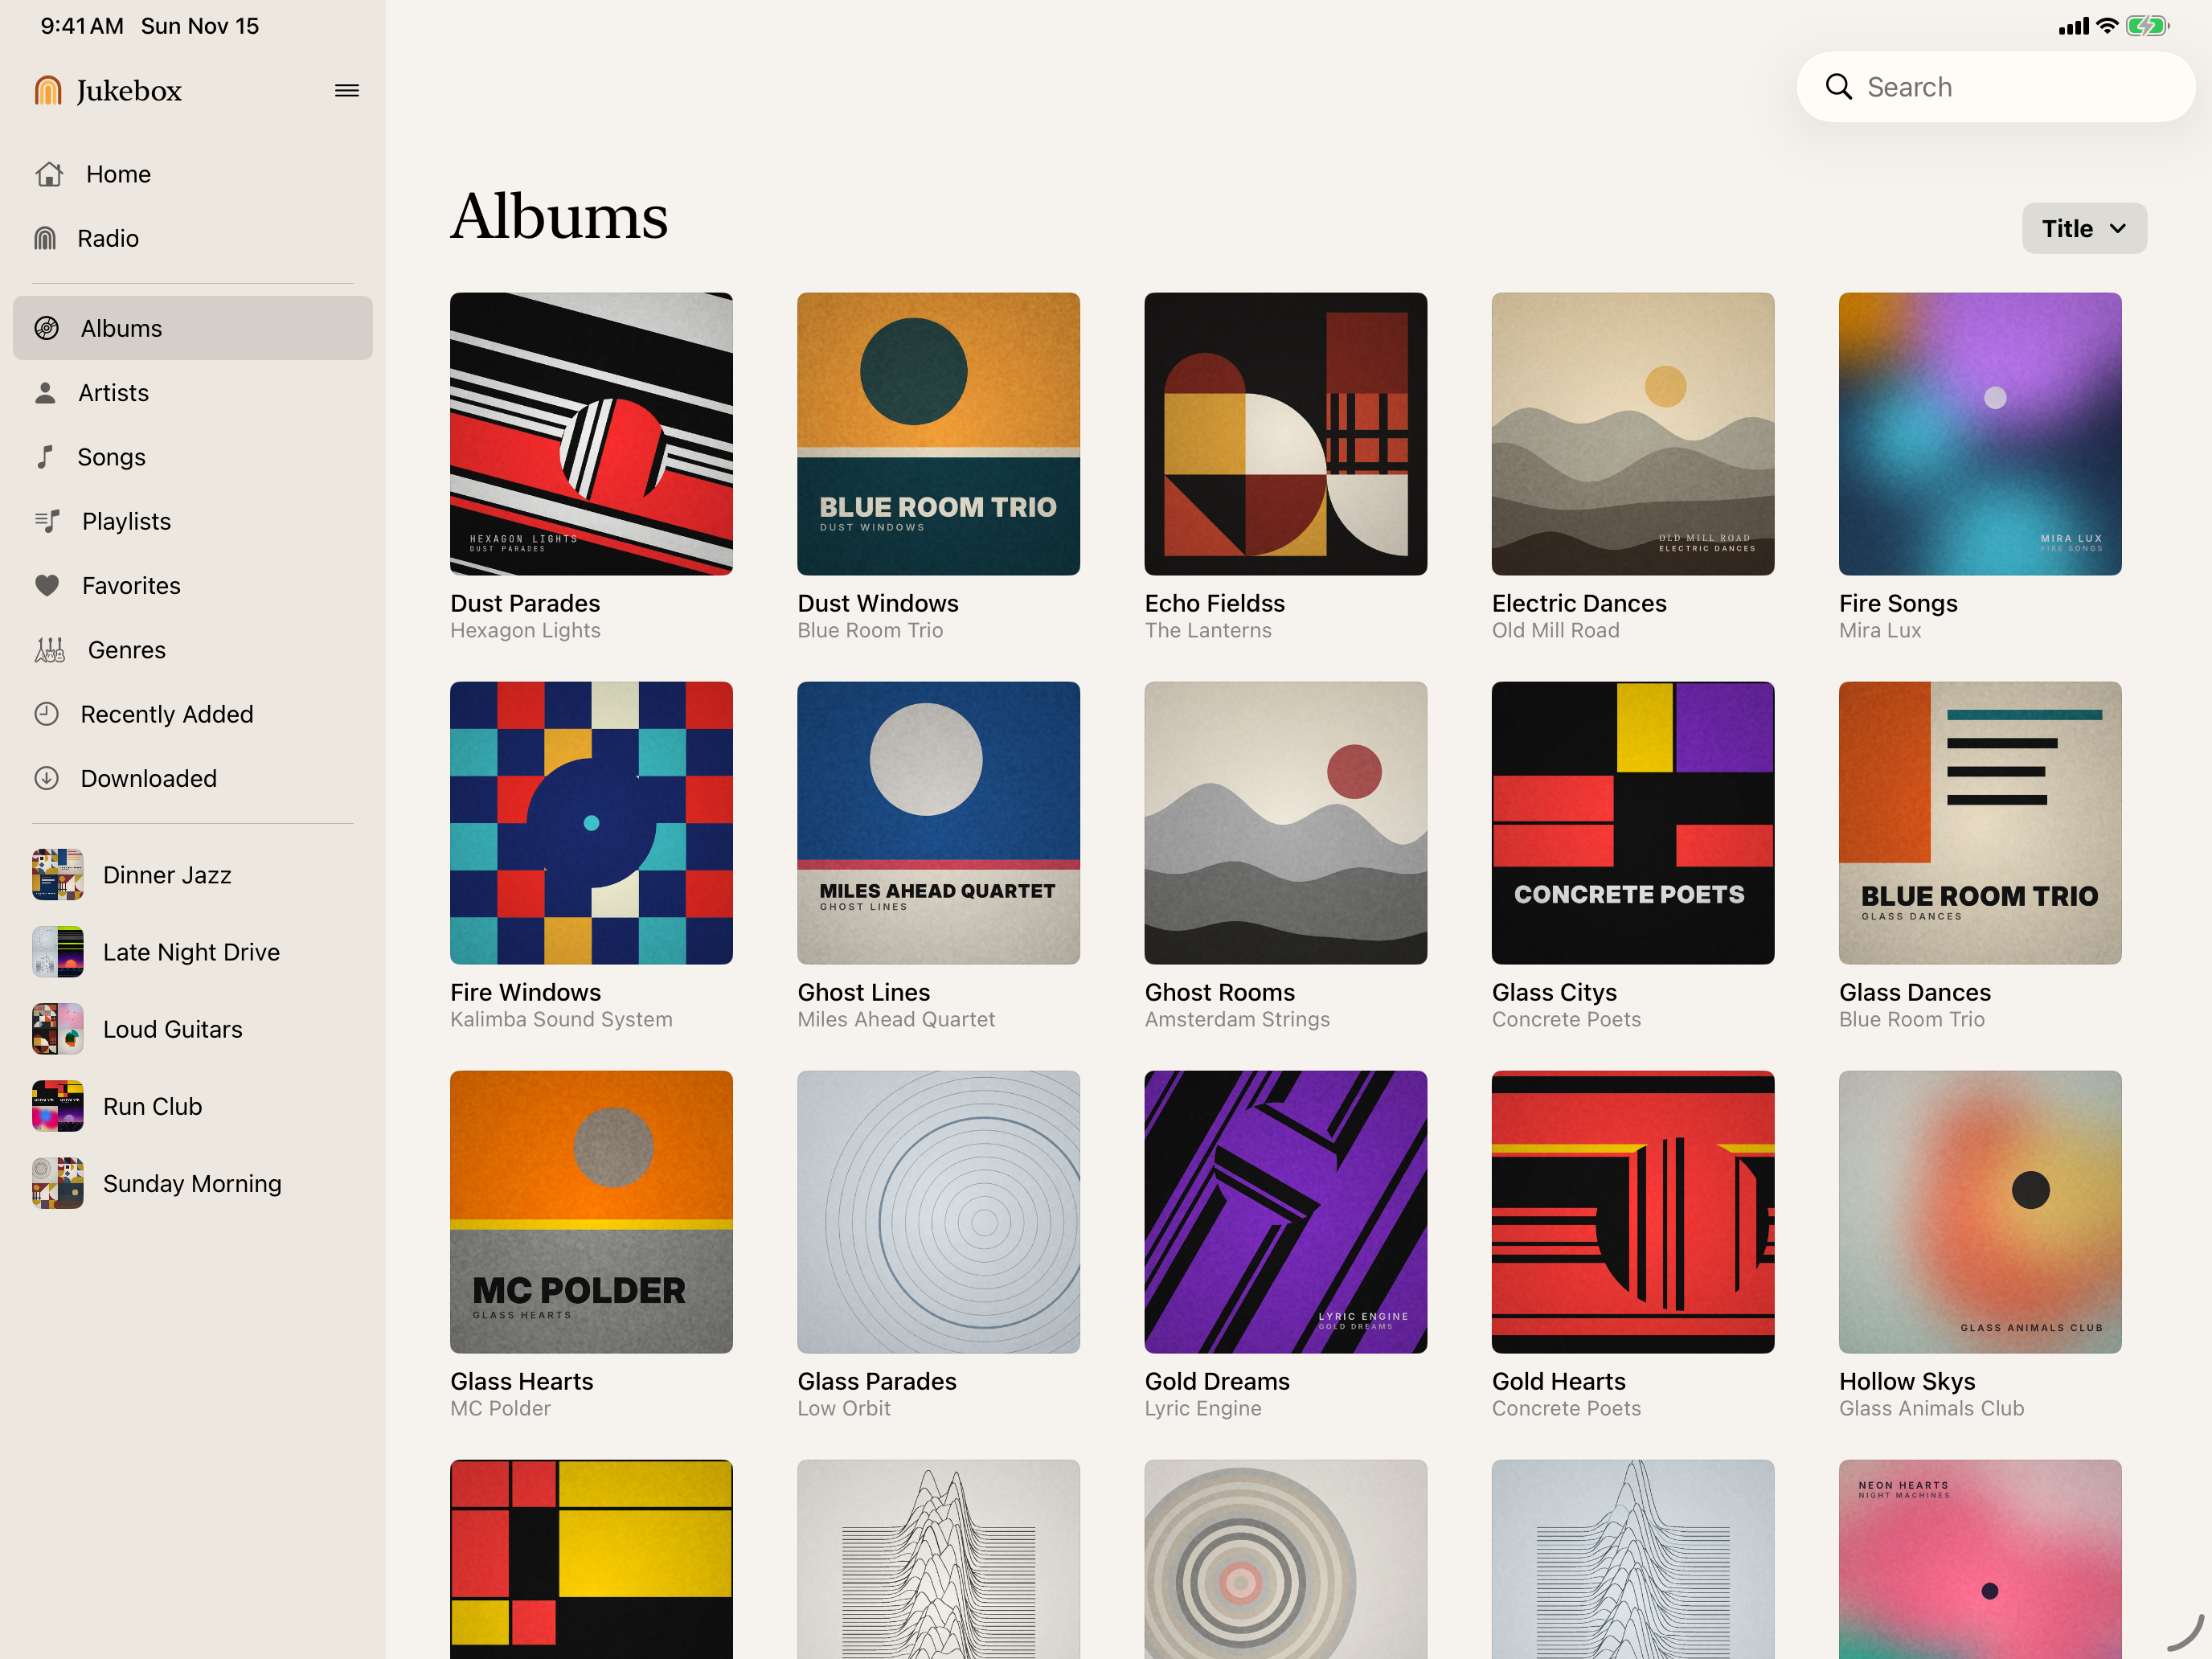 9:41 AM Sun Nov 15
Jukebox
Search
Home
Radio
Albums
Artists
Songs
Playlists
Favorites
Genres
Recently Added
Downloaded
Dinner Jazz
Late Night Drive
Loud Guitars
Run Club
Sunday Morning
Albums
Title
HEXAGON LIGHTS
DUST PARADES
Dust Parades
Hexagon Lights
BLUE ROOM TRIO
DUST WINDOWS
Dust Windows
Blue Room Trio
Echo Fieldss
The Lanterns
OLD MILL ROAD
ELECTRIC DANCES
Electric Dances
Old Mill Road
MIRA LUX
FIRE SONGS
Fire Songs
Mira Lux
Fire Windows
Kalimba Sound System
MILES AHEAD QUARTET
GHOST LINES
Ghost Lines
Miles Ahead Quartet
Ghost Rooms
Amsterdam Strings
CONCRETE POETS
Glass Citys
Concrete Poets
BLUE ROOM TRIO
GLASS DANCES
Glass Dances
Blue Room Trio
MC POLDER
GLASS HEARTS
Glass Hearts
MC Polder
Glass Parades
Low Orbit
LYRIC ENGINE
GOLD DREAMS
Gold Dreams
Lyric Engine
Gold Hearts
Concrete Poets
GLASS ANIMALS CLUB
Hollow Skys
Glass Animals Club
NEON HEARTS
NIGHT MACHINES